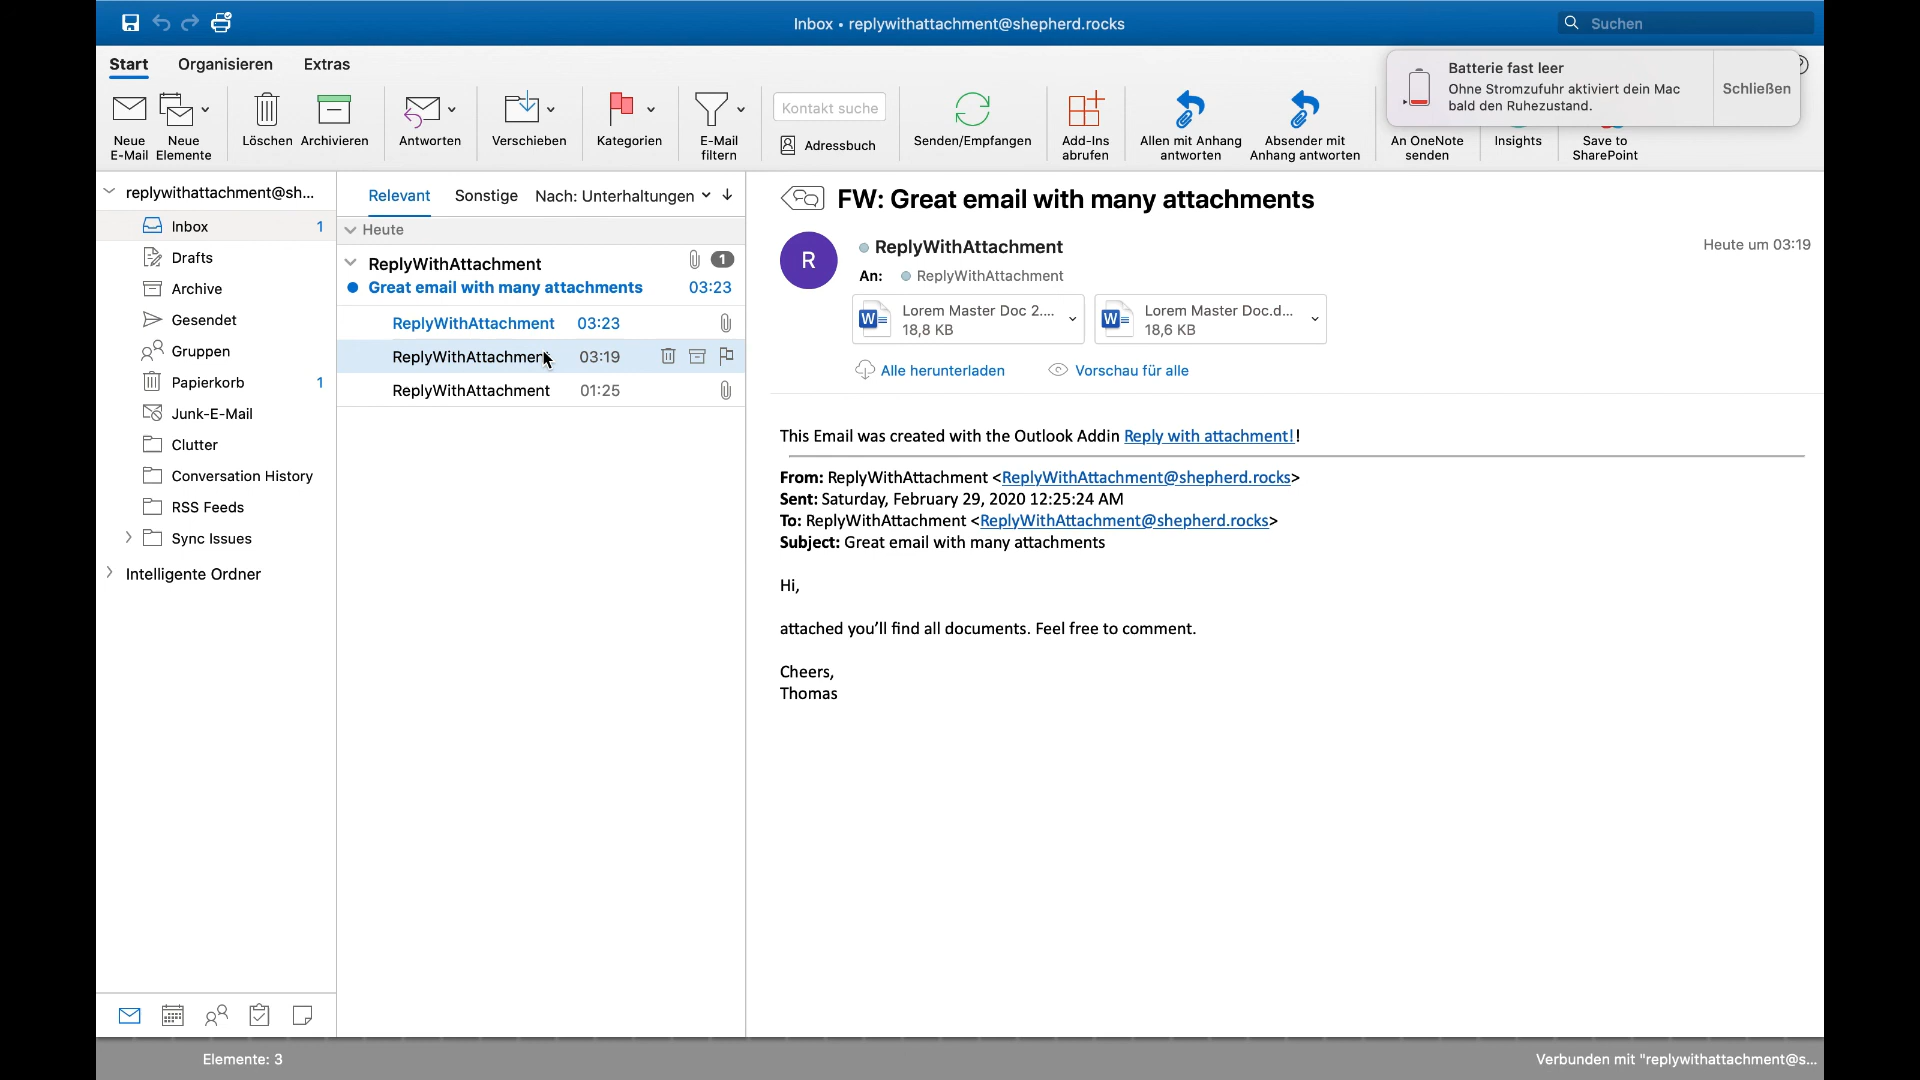 Inbox • replywithattachment@shepherd.rocks
Suchen
Start
Organisieren
Extras
Batterie fast leer
Ohne Stromzufuhr aktiviert dein Mac
bald den Ruhezustand.
Schließen
Neue
E-Mail
Neue
Elemente
Löschen
Archivieren
Antworten
Verschieben
Kategorien
E-Mail
filtern
Kontakt suche
Adressbuch
Senden/Empfangen
Add-Ins
abrufen
Allen mit Anhang
antworten
Absender mit
Anhang antworten
An OneNote
senden
Insights
Save to
SharePoint
replywithattachment@sh...
Inbox 1
Drafts
Archive
Gesendet
Gruppen
Papierkorb 1
Junk-E-Mail
Clutter
Conversation History
RSS Feeds
Sync Issues
Intelligente Ordner
Relevant
Sonstige
Nach: Unterhaltungen
Heute
ReplyWithAttachment 1
Great email with many attachments 03:23
ReplyWithAttachment 03:23
ReplyWithAttachment 03:19
ReplyWithAttachment 01:25
FW: Great email with many attachments
R
ReplyWithAttachment
Heute um 03:19
An: ReplyWithAttachment
W
Lorem Master Doc 2....
18,8 KB
W
Lorem Master Doc.d...
18,6 KB
Alle herunterladen
Vorschau für alle
This Email was created with the Outlook Addin Reply with attachment!!
From: ReplyWithAttachment <ReplyWithAttachment@shepherd.rocks>
Sent: Saturday, February 29, 2020 12:25:24 AM
To: ReplyWithAttachment <ReplyWithAttachment@shepherd.rocks>
Subject: Great email with many attachments
Hi,
attached you’ll find all documents. Feel free to comment.
Cheers,
Thomas
Elemente: 3
Verbunden mit "replywithattachment@s...